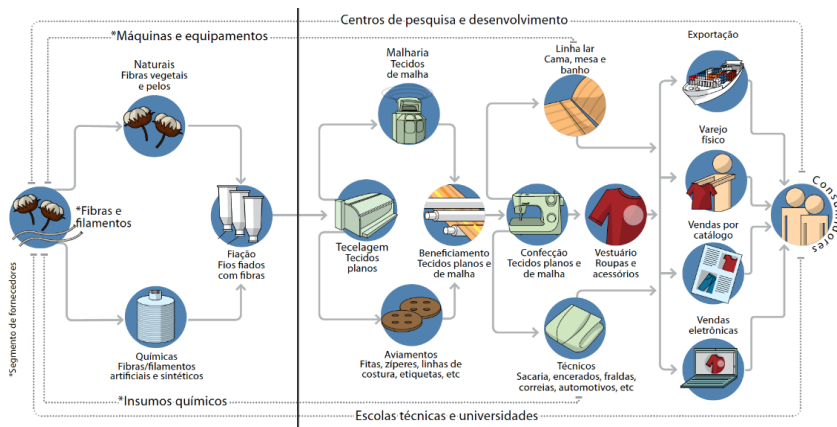 Centros de pesquisa e desenvolvimento
*Máquinas e equipamentos
Naturais
Fibras vegetais
e pelos
*Fibras e
filamentos
Químicas
Fibras/filamentos
artificiais e sintéticos
Fiação
Fios fiados
com fibras
*Segmento de fornecedores
*Insumos químicos
Malharia
Tecidos
de malha
Tecelagem
Tecidos
planos
Aviamentos
Fitas, zíperes, linhas de
costura, etiquetas, etc
Beneficiamento
Tecidos planos e
de malha
Linha lar
Cama, mesa e
banho
Confecção
Tecidos planos e
de malha
Técnicos
Sacaria, encerados, fraldas,
correias, automotivos, etc
Vestuário
Roupas e
acessórios
Exportação
Varejo
físico
Vendas por
catálogo
Vendas
eletrônicas
Consumidores
Escolas técnicas e universidades